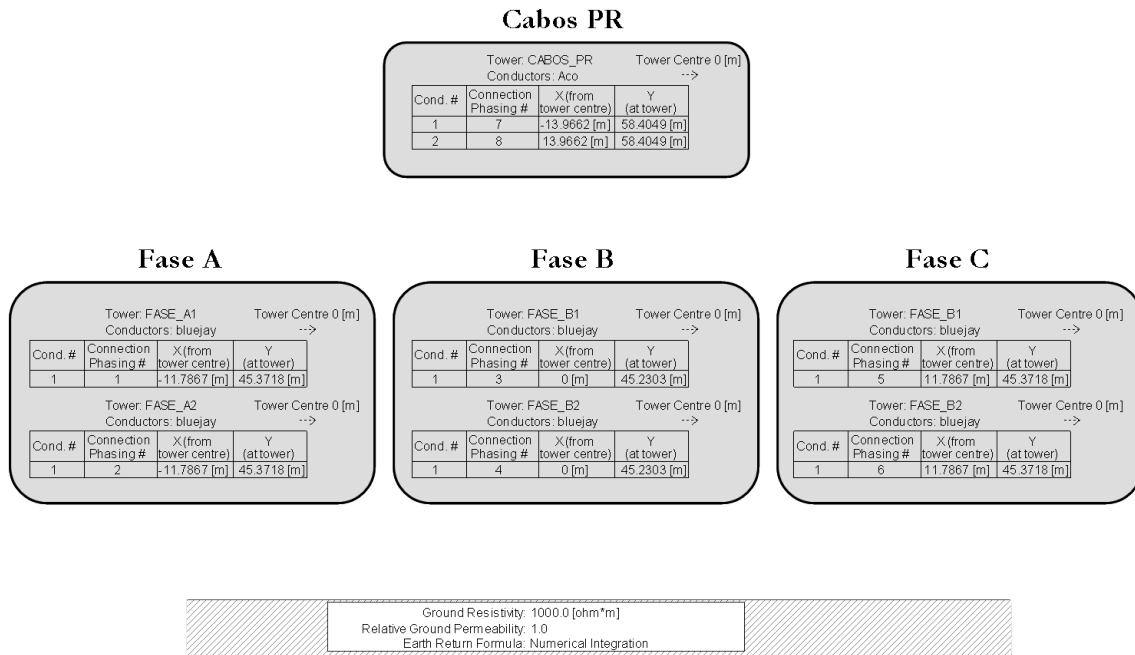 Cabos PR
Tower: CABOS_PR Tower Centre 0 [m]
Conductors: Aco -->
Cond. # Connection Phasing # X (from tower centre) Y (at tower)
1 7 -13.9662 [m] 58.4049 [m]
2 8 13.9662 [m] 58.4049 [m]
Fase A
Tower: FASE_A1 Tower Centre 0 [m]
Conductors: bluejay -->
Cond. # Connection Phasing # X (from tower centre) Y (at tower)
1 1 -11.7867 [m] 45.3718 [m]
Tower: FASE_A2 Tower Centre 0 [m]
Conductors: bluejay -->
Cond. # Connection Phasing # X (from tower centre) Y (at tower)
1 2 -11.7867 [m] 45.3718 [m]
Fase B
Tower: FASE_B1 Tower Centre 0 [m]
Conductors: bluejay -->
Cond. # Connection Phasing # X (from tower centre) Y (at tower)
1 3 0 [m] 45.2303 [m]
Tower: FASE_B2 Tower Centre 0 [m]
Conductors: bluejay -->
Cond. # Connection Phasing # X (from tower centre) Y (at tower)
1 4 0 [m] 45.2303 [m]
Fase C
Tower: FASE_B1 Tower Centre 0 [m]
Conductors: bluejay -->
Cond. # Connection Phasing # X (from tower centre) Y (at tower)
1 5 11.7867 [m] 45.3718 [m]
Tower: FASE_B2 Tower Centre 0 [m]
Conductors: bluejay -->
Cond. # Connection Phasing # X (from tower centre) Y (at tower)
1 6 11.7867 [m] 45.3718 [m]
Ground Resistivity: 1000.0 [ohm*m]
Relative Ground Permeability: 1.0
Earth Return Formula: Numerical Integration